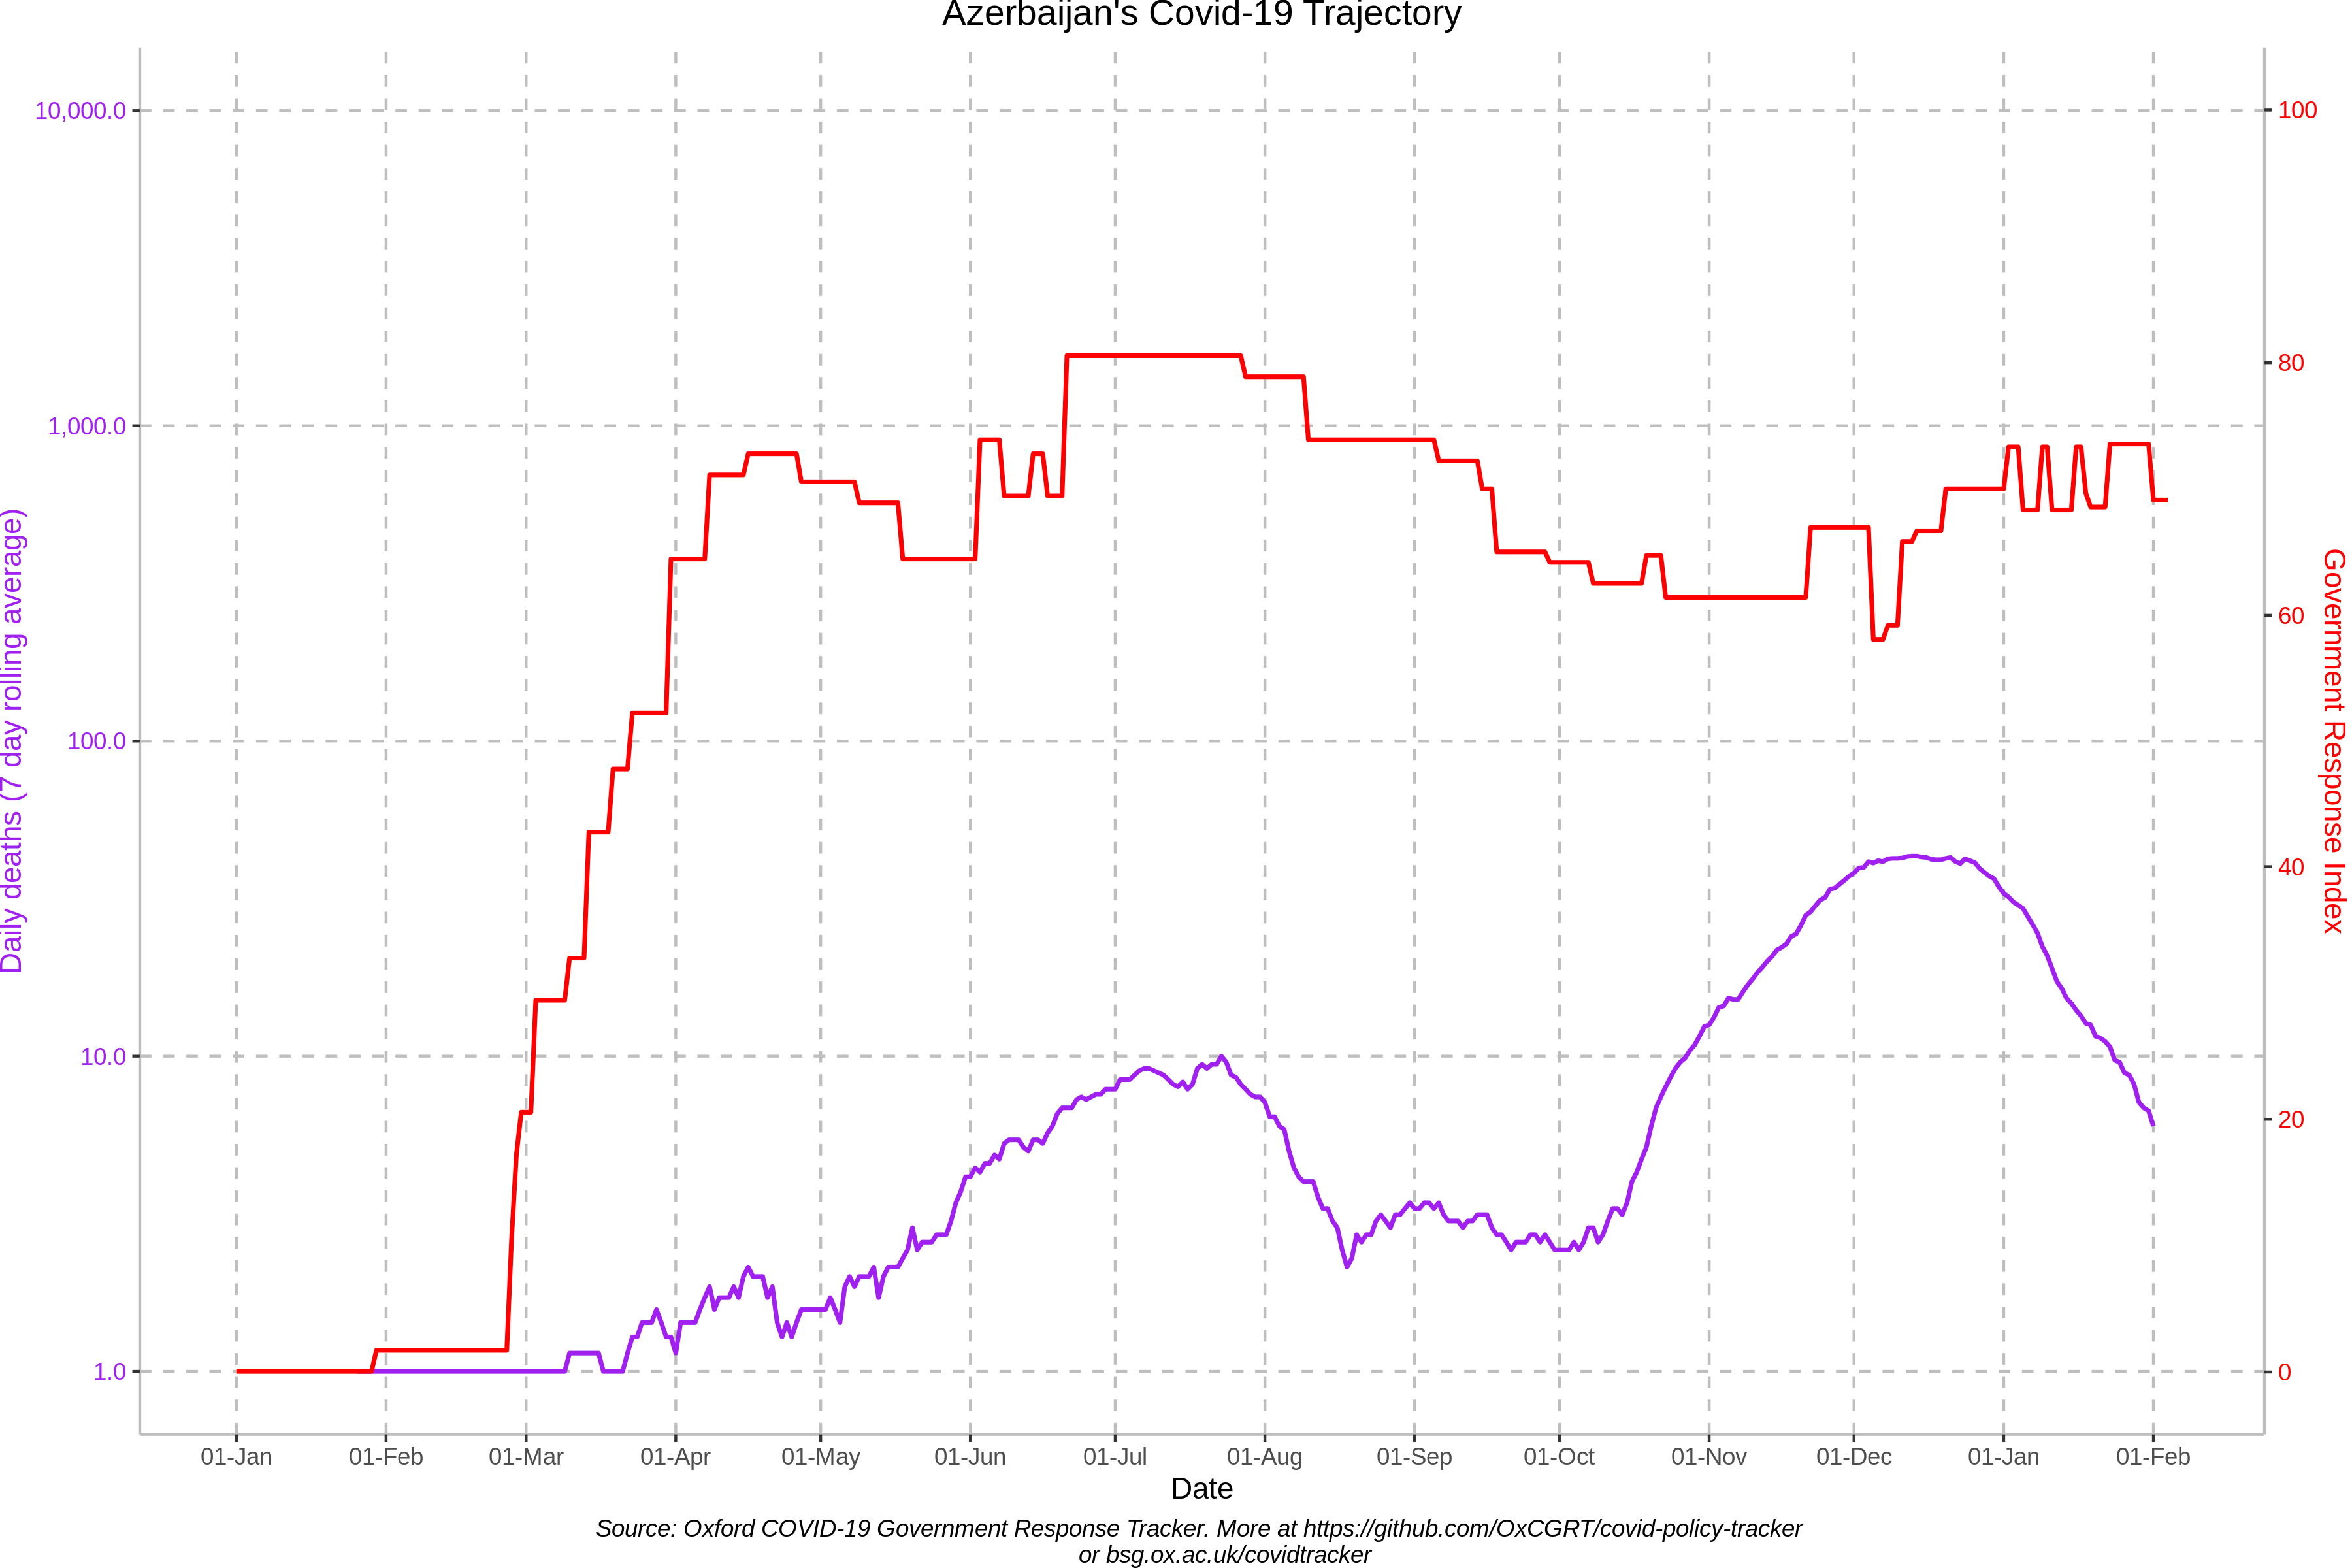 Azerbaijan's Covid-19 Trajectory
10,000.0
1,000.0
100.0
10.0
1.0
Daily deaths (7 day rolling average)
100
80
60
40
20
0
Government Response Index
01-Jan 01-Feb 01-Mar 01-Apr 01-May 01-Jun 01-Jul 01-Aug 01-Sep 01-Oct 01-Nov 01-Dec 01-Jan 01-Feb
Date
Source: Oxford COVID-19 Government Response Tracker. More at https://github.com/OxCGRT/covid-policy-tracker
or bsg.ox.ac.uk/covidtracker